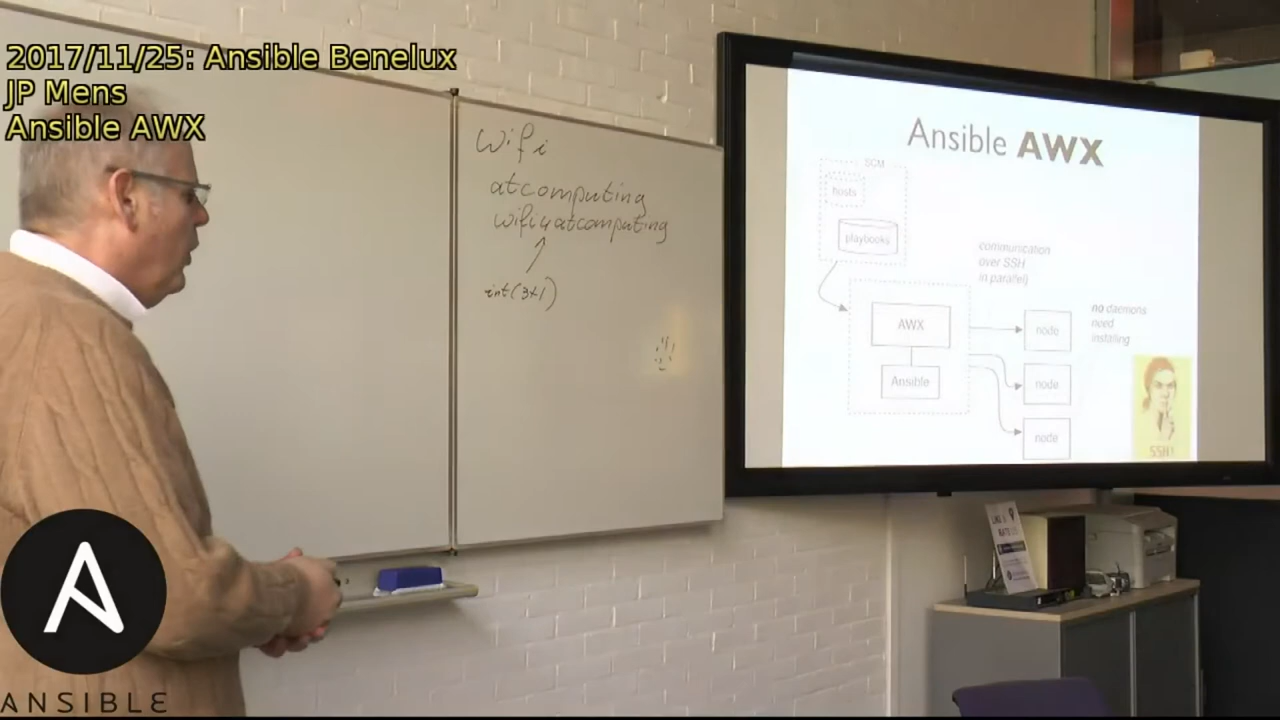 2017/11/25: Ansible Benelux
JP Mens
Ansible AWX
Wifi
atcomputing
wifi4atcomputing
int(3+1)
Ansible AWX
SCM
hosts
playbooks
communication
over SSH
in parallel)
AWX
Ansible
node
node
node
no daemons
need
installing
SSH!
ANSIBLE